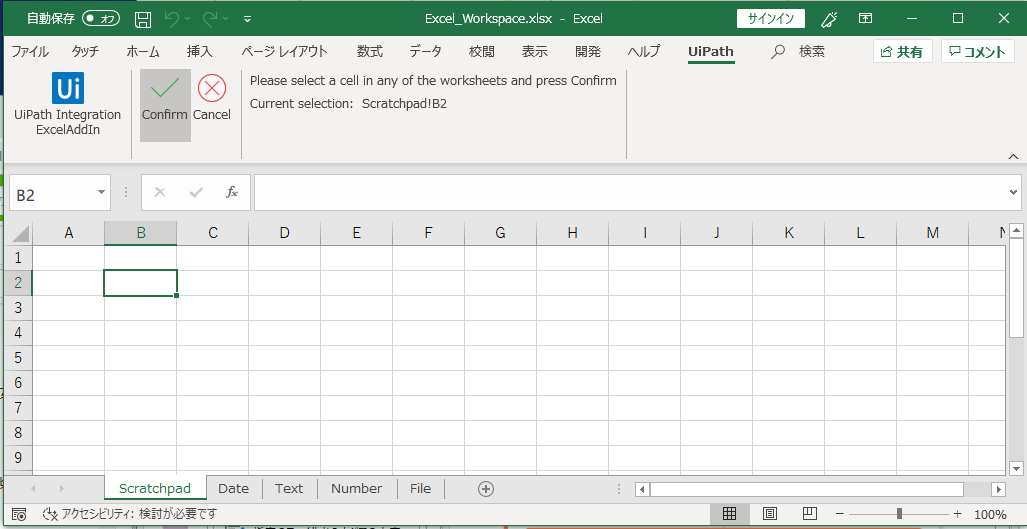 自動保存 オフ Excel_Workspace.xlsx - Excel サインイン
ファイル タッチ ホーム 挿入 ページ レイアウト 数式 データ 校閲 表示 開発 ヘルプ UiPath 検索 共有 コメント
Ui
UiPath Integration
ExcelAddIn
Confirm Cancel
Please select a cell in any of the worksheets and press Confirm
Current selection: Scratchpad!B2
B2 fx
A B C D E F G H I J K L M
1
2
3
4
5
6
7
8
9
Scratchpad Date Text Number File
アクセシビリティ: 検討が必要です 100%